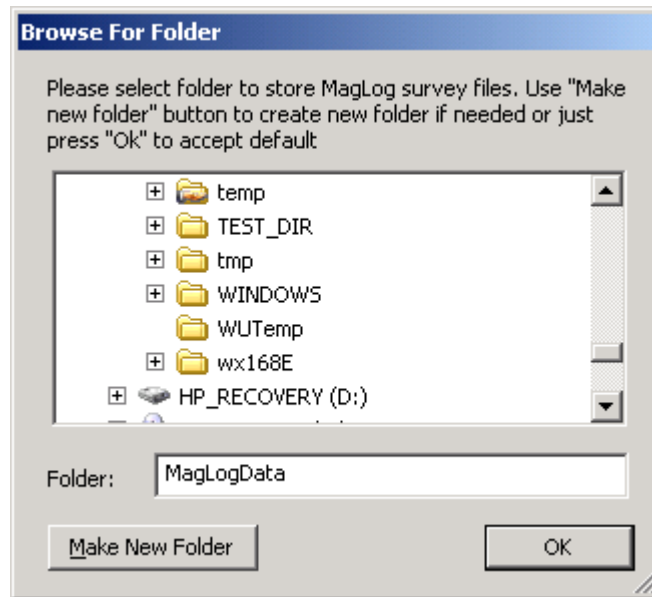 Browse For Folder
Please select folder to store MagLog survey files. Use "Make
new folder" button to create new folder if needed or just
press "Ok" to accept default
temp
TEST_DIR
tmp
WINDOWS
WUTemp
wx168E
HP_RECOVERY (D:)
Folder:
MagLogData
Make New Folder
OK